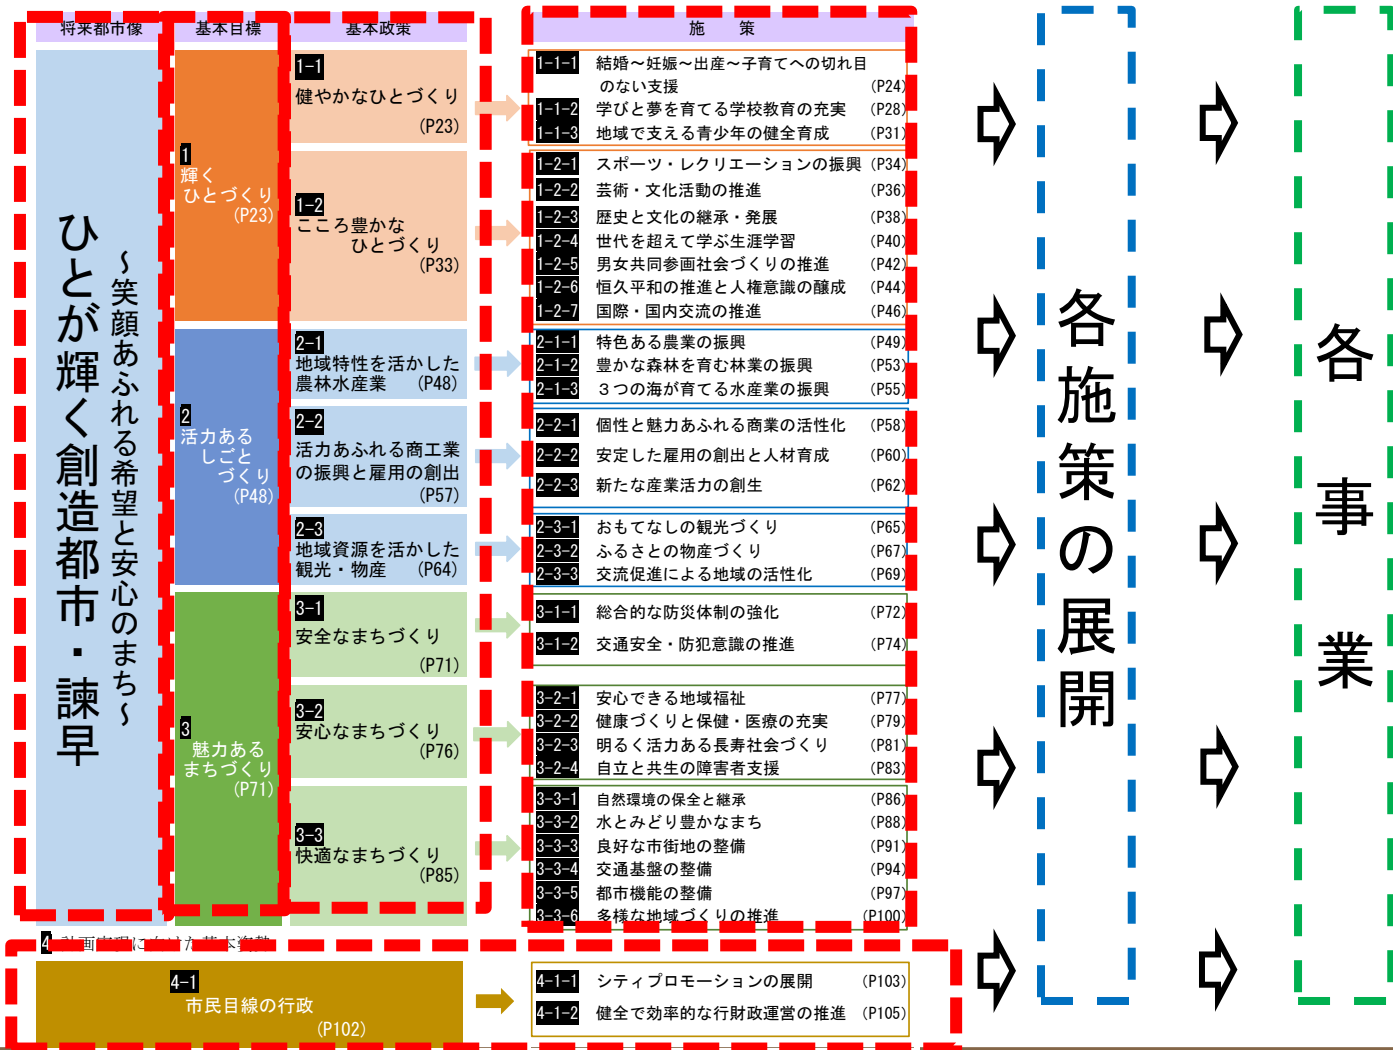 将来都市像
基本目標
基本政策
施　　策
ひとが輝く創造都市・諫早
～笑顔あふれる希望と安心のまち～
1
輝く
ひとづくり
(P23)
1-1
健やかなひとづくり
(P23)
1-1-1 結婚～妊娠～出産～子育てへの切れ目
のない支援 (P24)
1-1-2 学びと夢を育てる学校教育の充実 (P28)
1-1-3 地域で支える青少年の健全育成 (P31)
1-2
こころ豊かな
ひとづくり
(P33)
1-2-1 スポーツ・レクリエーションの振興 (P34)
1-2-2 芸術・文化活動の推進 (P36)
1-2-3 歴史と文化の継承・発展 (P38)
1-2-4 世代を超えて学ぶ生涯学習 (P40)
1-2-5 男女共同参画社会づくりの推進 (P42)
1-2-6 恒久平和の推進と人権意識の醸成 (P44)
1-2-7 国際・国内交流の推進 (P46)
2
活力ある
しごと
づくり
(P48)
2-1
地域特性を活かした
農林水産業 (P48)
2-1-1 特色ある農業の振興 (P49)
2-1-2 豊かな森林を育む林業の振興 (P53)
2-1-3 ３つの海が育てる水産業の振興 (P55)
2-2
活力あふれる商工業
の振興と雇用の創出
(P57)
2-2-1 個性と魅力あふれる商業の活性化 (P58)
2-2-2 安定した雇用の創出と人材育成 (P60)
2-2-3 新たな産業活力の創生 (P62)
2-3
地域資源を活かした
観光・物産 (P64)
2-3-1 おもてなしの観光づくり (P65)
2-3-2 ふるさとの物産づくり (P67)
2-3-3 交流促進による地域の活性化 (P69)
3
魅力ある
まちづくり
(P71)
3-1
安全なまちづくり
(P71)
3-1-1 総合的な防災体制の強化 (P72)
3-1-2 交通安全・防犯意識の推進 (P74)
3-2
安心なまちづくり
(P76)
3-2-1 安心できる地域福祉 (P77)
3-2-2 健康づくりと保健・医療の充実 (P79)
3-2-3 明るく活力ある長寿社会づくり (P81)
3-2-4 自立と共生の障害者支援 (P83)
3-3
快適なまちづくり
(P85)
3-3-1 自然環境の保全と継承 (P86)
3-3-2 水とみどり豊かなまち (P88)
3-3-3 良好な市街地の整備 (P91)
3-3-4 交通基盤の整備 (P94)
3-3-5 都市機能の整備 (P97)
3-3-6 多様な地域づくりの推進 (P100)
4 計画実現に向けた基本姿勢
4-1
市民目線の行政
(P102)
4-1-1 シティプロモーションの展開 (P103)
4-1-2 健全で効率的な行財政運営の推進 (P105)
各施策の展開
各事業